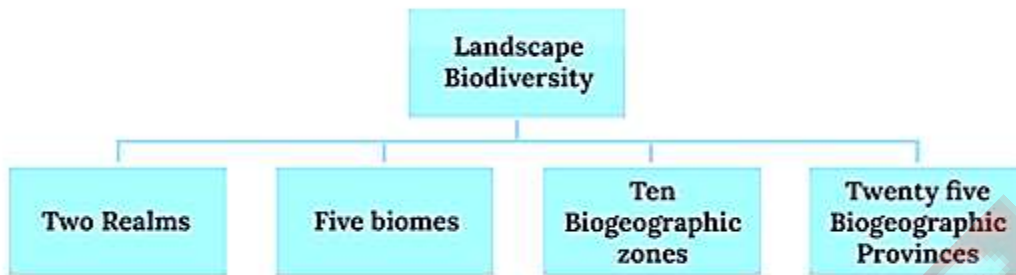 Landscape
Biodiversity
Two Realms
Five biomes
Ten
Biogeographic
zones
Twenty five
Biogeographic
Provinces